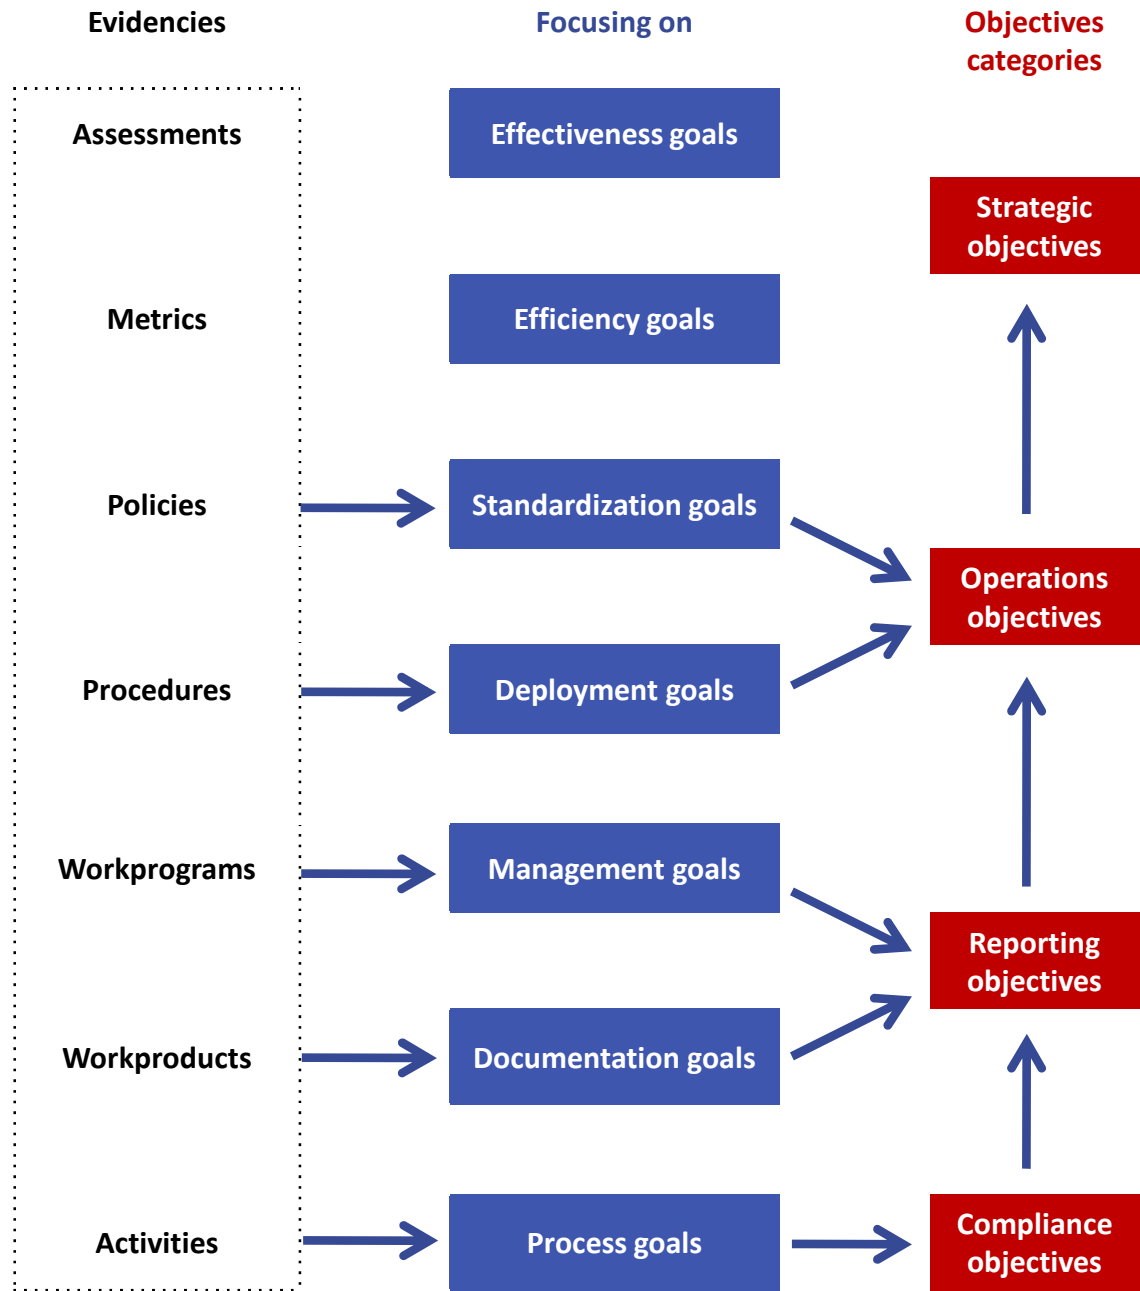 Evidencies
Focusing on
Objectives
categories
Assessments
Effectiveness goals
Strategic
objectives
Metrics
Efficiency goals
Policies
Standardization goals
Operations
objectives
Procedures
Deployment goals
Workprograms
Management goals
Reporting
objectives
Workproducts
Documentation goals
Activities
Process goals
Compliance
objectives